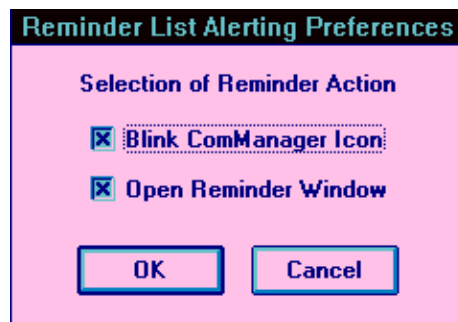 Reminder List Alerting Preferences
Selection of Reminder Action
Blink ComManager Icon
Open Reminder Window
OK Cancel